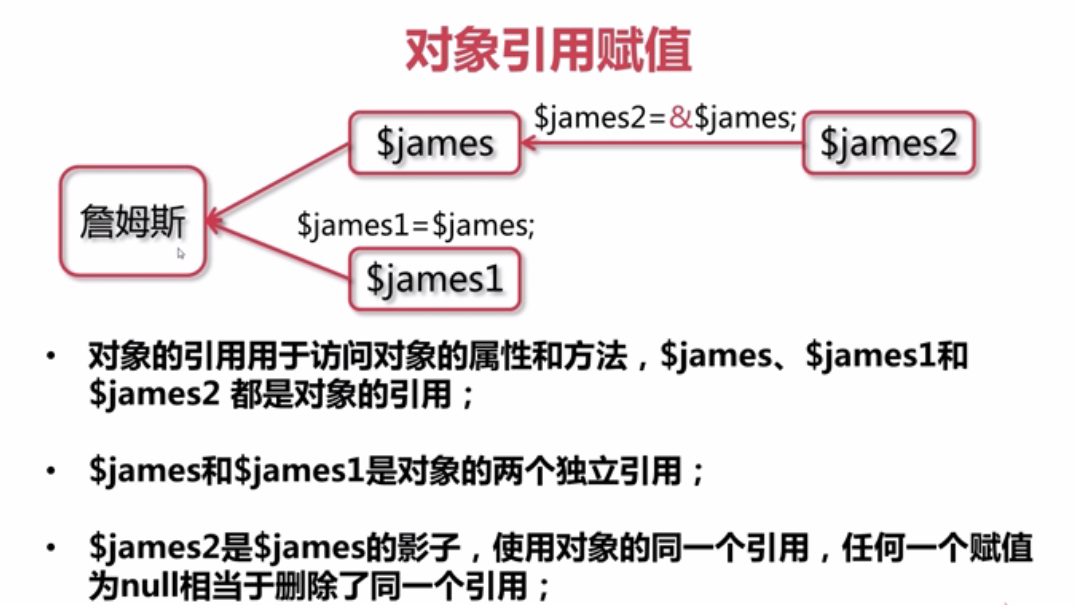 对象引用赋值
$james2=&$james;
$james
$james2
詹姆斯
$james1=$james;
$james1
• 对象的引用用于访问对象的属性和方法，$james、$james1和
$james2 都是对象的引用；
• $james和$james1是对象的两个独立引用；
• $james2是$james的影子，使用对象的同一个引用，任何一个赋值
为null相当于删除了同一个引用；